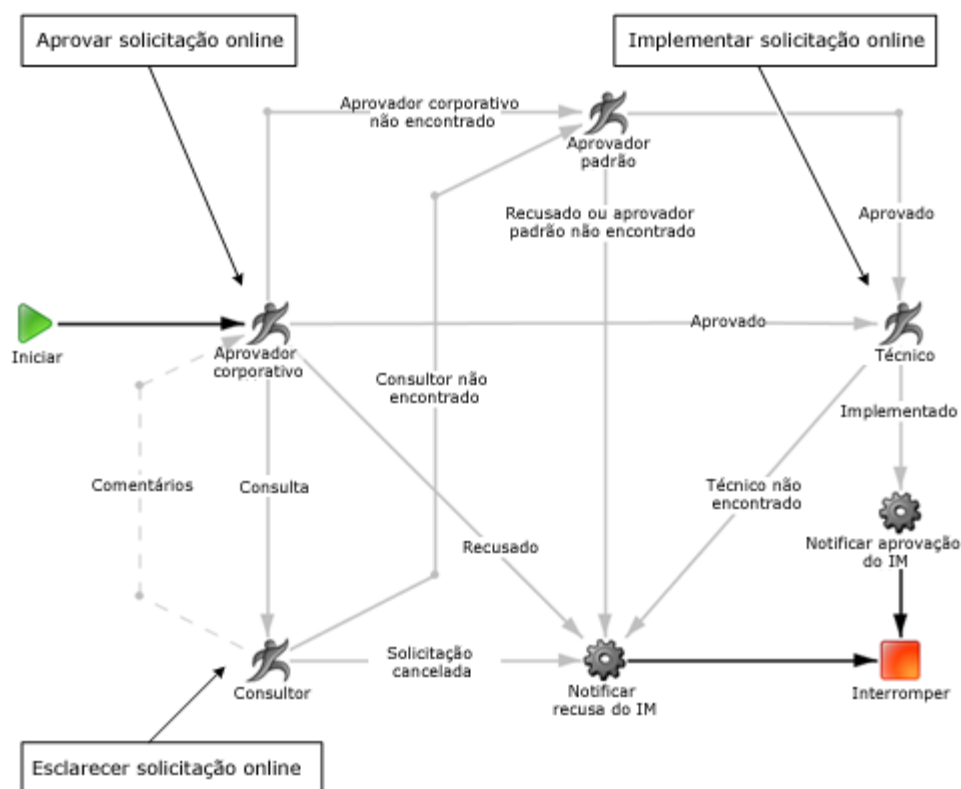 Aprovar solicitação online
Implementar solicitação online
Aprovador corporativo
não encontrado
Aprovador
padrão
Recusado ou aprovador
padrão não encontrado
Aprovado
Iniciar
Aprovador
corporativo
Aprovado
Técnico
Consultor não
encontrado
Implementado
Comentários
Consulta
Técnico não
encontrado
Recusado
Notificar aprovação
do IM
Solicitação
cancelada
Consultor
Notificar
recusa do IM
Interromper
Esclarecer solicitação online